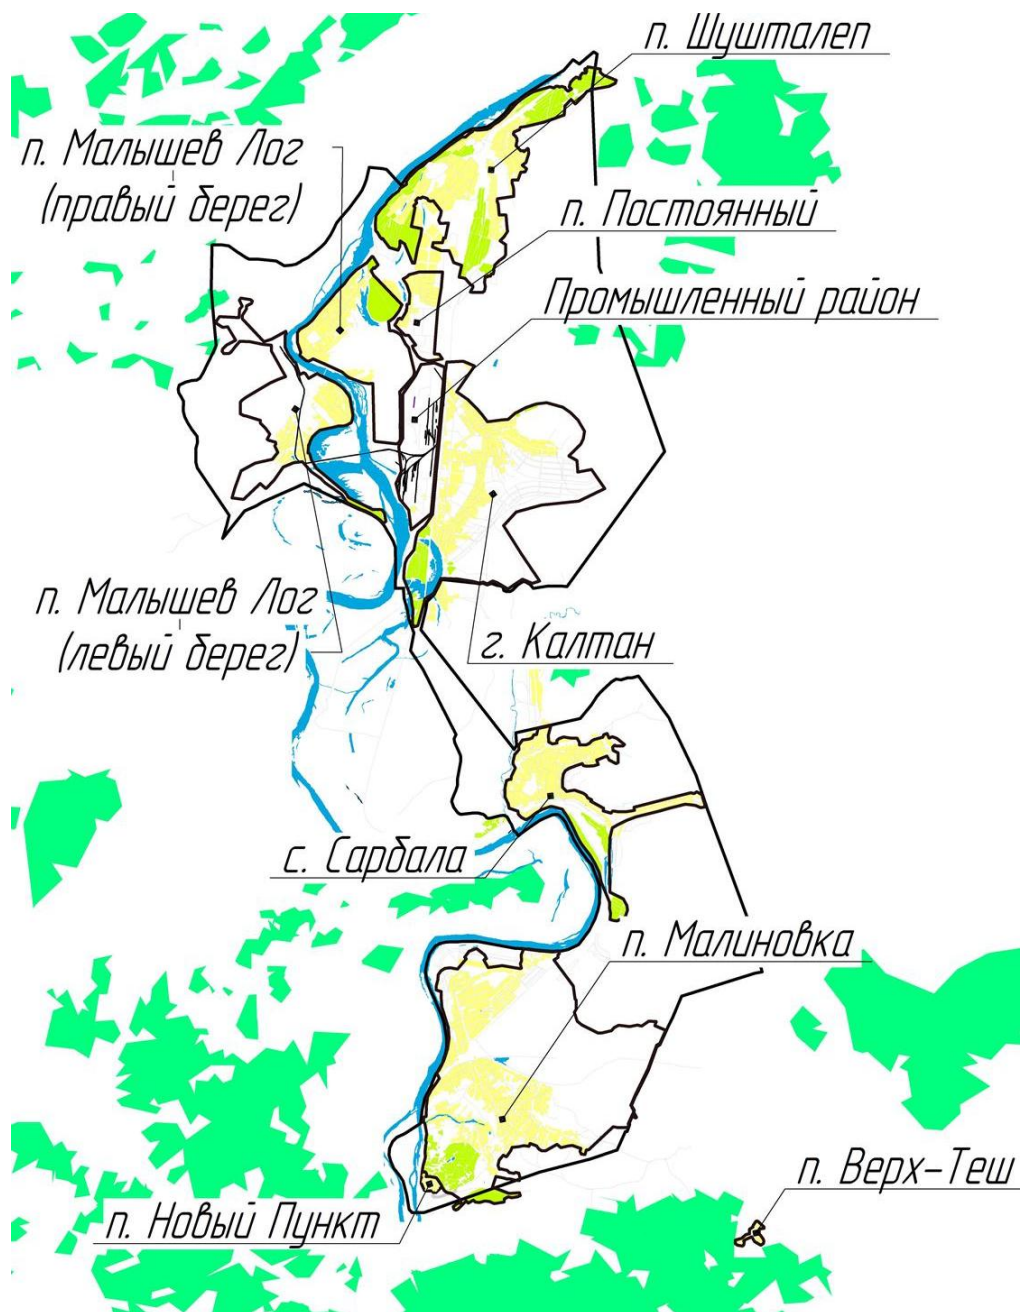 п. Шушталеп
п. Малышев Лог
(правый берег)
п. Постоянный
Промышленный район
п. Малышев Лог
(левый берег)
г. Калтан
с. Сарбала
п. Малиновка
п. Верх-Теш
п. Новый Пункт